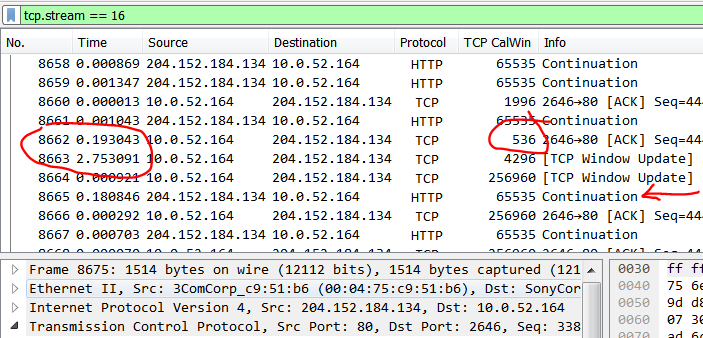 tcp.stream == 16
No. Time Source Destination Protocol TCP CalWin Info
8658 0.000869 204.152.184.134 10.0.52.164 HTTP 65535 Continuation
8659 0.001347 204.152.184.134 10.0.52.164 HTTP 65535 Continuation
8660 0.000013 10.0.52.164 204.152.184.134 TCP 1996 2646→80 [ACK] Seq=44
8661 0.001043 204.152.184.134 10.0.52.164 HTTP 65535 Continuation
8662 0.193043 10.0.52.164 204.152.184.134 TCP 536 2646→80 [ACK] Seq=44
8663 2.753091 10.0.52.164 204.152.184.134 TCP 4296 [TCP Window Update]
8664 0.000921 10.0.52.164 204.152.184.134 TCP 256960 [TCP Window Update]
8665 0.180846 204.152.184.134 10.0.52.164 HTTP 65535 Continuation
8666 0.000292 10.0.52.164 204.152.184.134 TCP 256960 2646→80 [ACK] Seq=44
8667 0.000703 204.152.184.134 10.0.52.164 HTTP 65535 Continuation
Frame 8675: 1514 bytes on wire (12112 bits), 1514 bytes captured (121
Ethernet II, Src: 3ComCorp_c9:51:b6 (00:04:75:c9:51:b6), Dst: SonyCor
Internet Protocol Version 4, Src: 204.152.184.134, Dst: 10.0.52.164
Transmission Control Protocol, Src Port: 80, Dst Port: 2646, Seq: 338
0030 ff ff
0040 75 6e
0050 9d d8
0060 07 30
0070 ad 6d